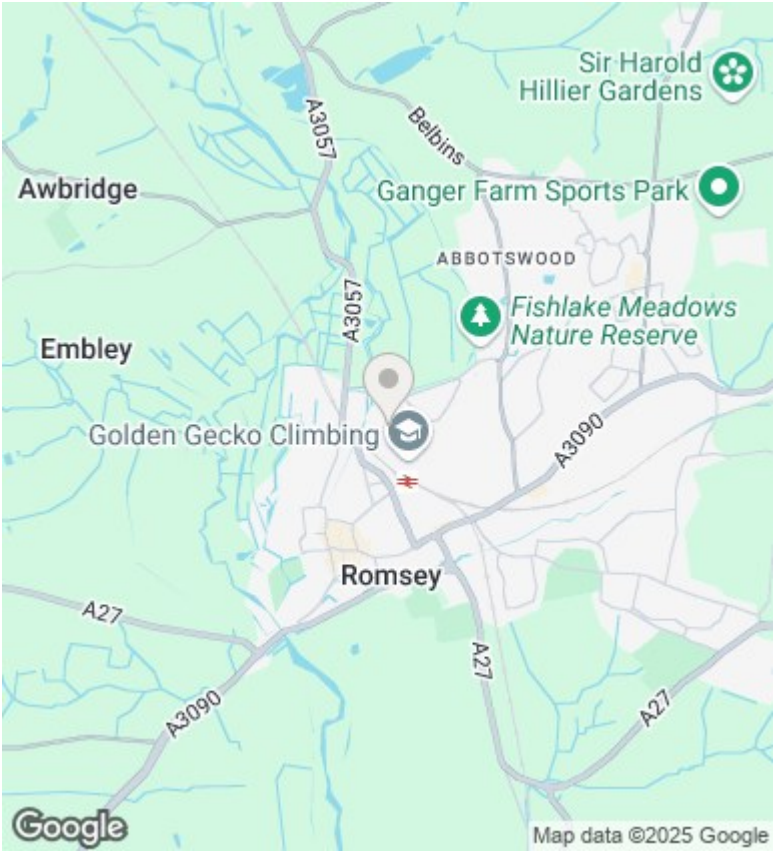 Sir Harold
Hillier Gardens
A3057
Belbins
Awbridge
Ganger Farm Sports Park
ABBOTSWOOD
A3057
Fishlake Meadows
Nature Reserve
Embley
Golden Gecko Climbing
A3090
Romsey
A27
A27
A3090
A27
Google
Map data ©2025 Google